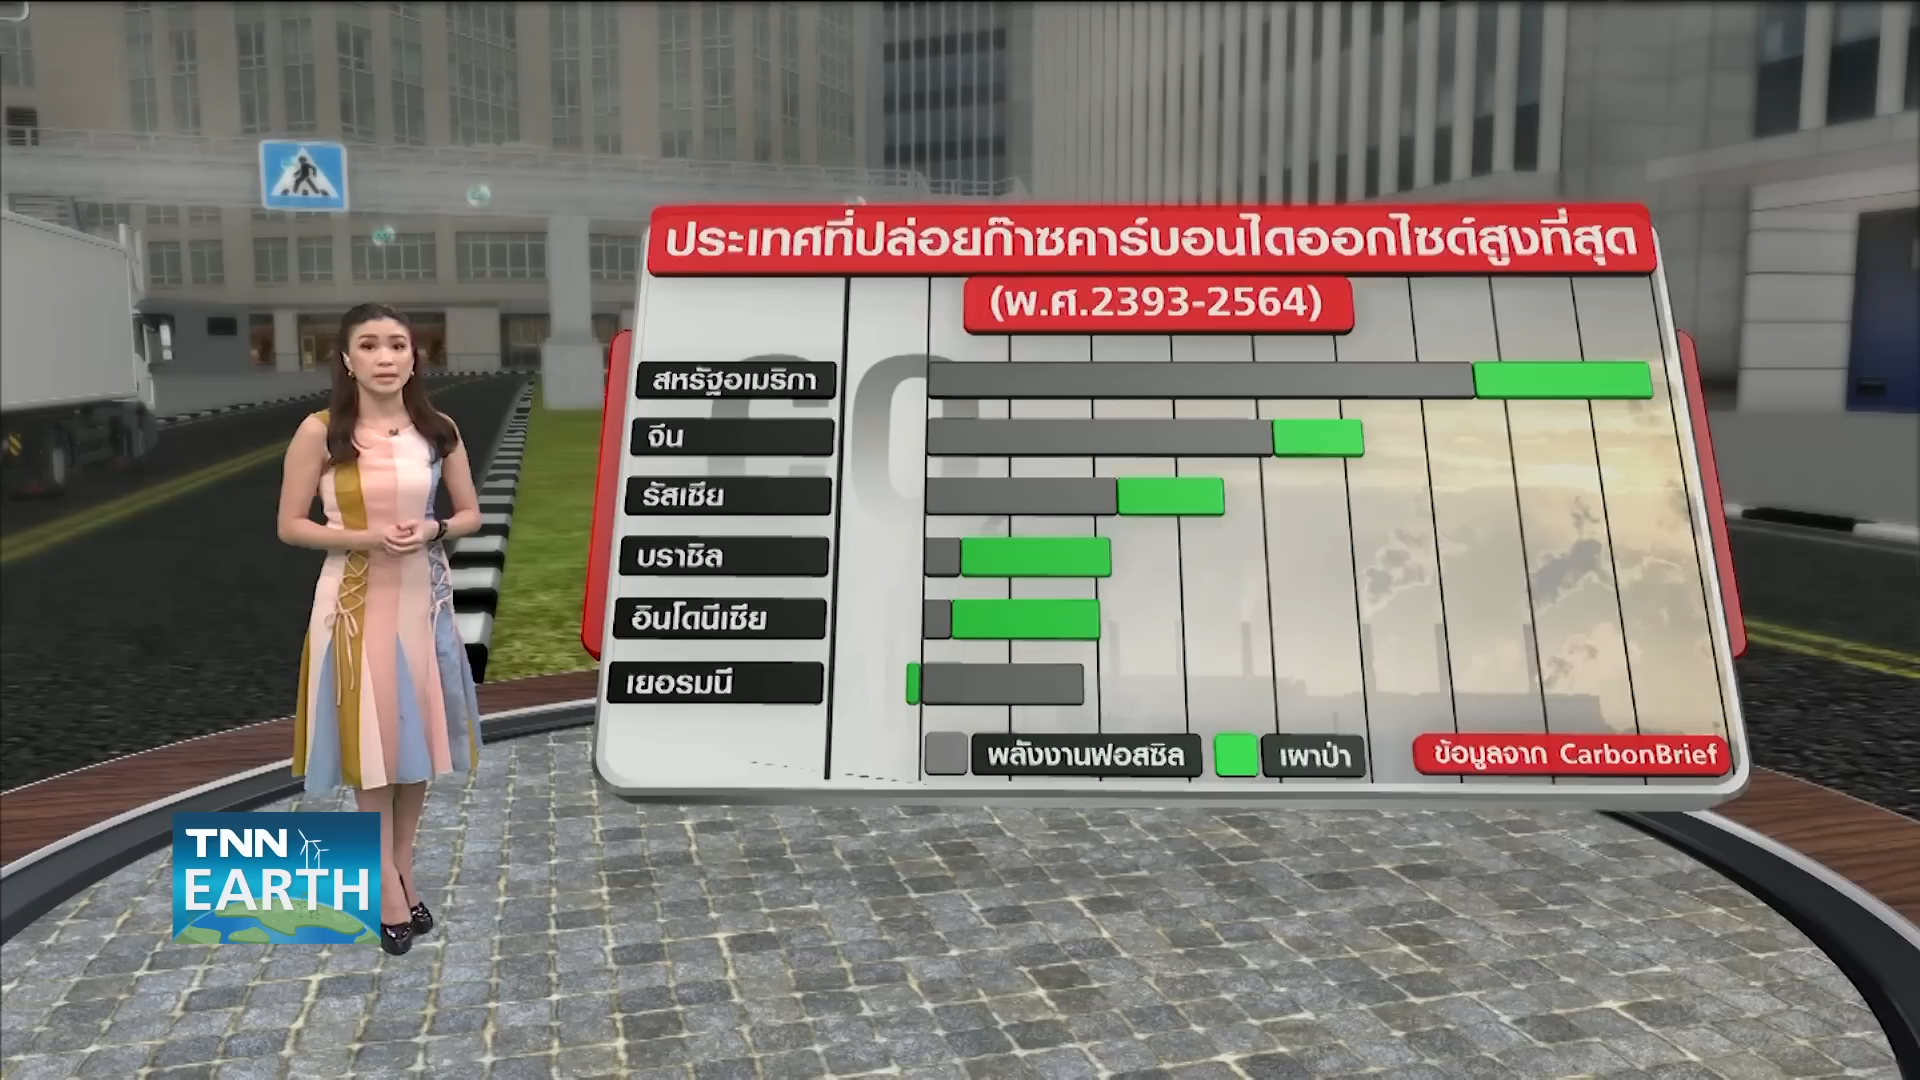 ประเทศที่ปล่อยก๊าซคาร์บอนไดออกไซด์สูงที่สุด
(พ.ศ.2393-2564)
CO2
สหรัฐอเมริกา
จีน
รัสเซีย
บราซิล
อินโดนีเซีย
เยอรมนี
พลังงานฟอสซิล
เผาป่า
ข้อมูลจาก CarbonBrief
TNN
EARTH